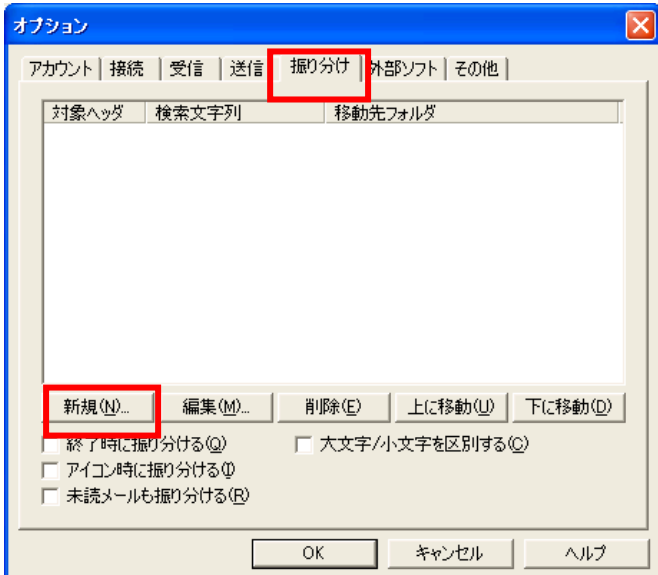 オプション
アカウント 接続 受信 送信 振り分け 外部ソフト その他
対象ヘッダ 検索文字列 移動先フォルダ
新規(N)... 編集(M)... 削除(E) 上に移動(U) 下に移動(D)
終了時に振り分ける(Q) 大文字/小文字を区別する(C)
アイコン時に振り分ける(I)
未読メールも振り分ける(R)
OK キャンセル ヘルプ